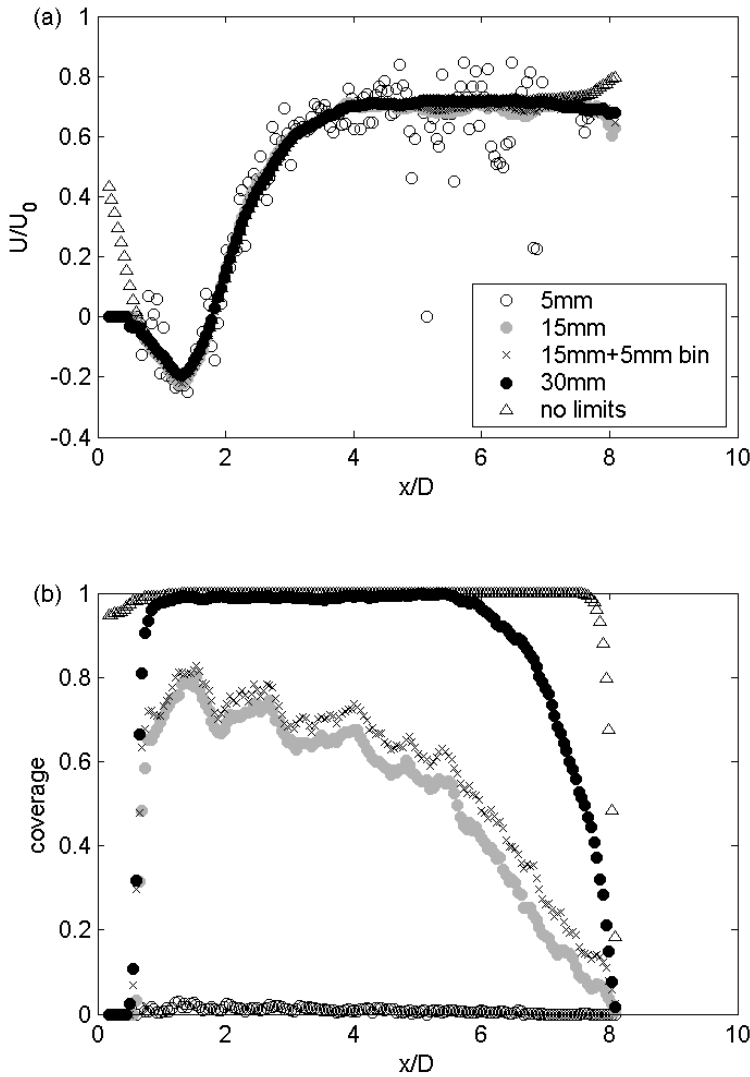 (a)
1
0.8
0.6
0.4
0.2
0
-0.2
-0.4
U/U0
0 2 4 6 8 10
x/D
5mm
15mm
15mm+5mm bin
30mm
no limits
(b)
1
0.8
0.6
0.4
0.2
0
coverage
0 2 4 6 8 10
x/D